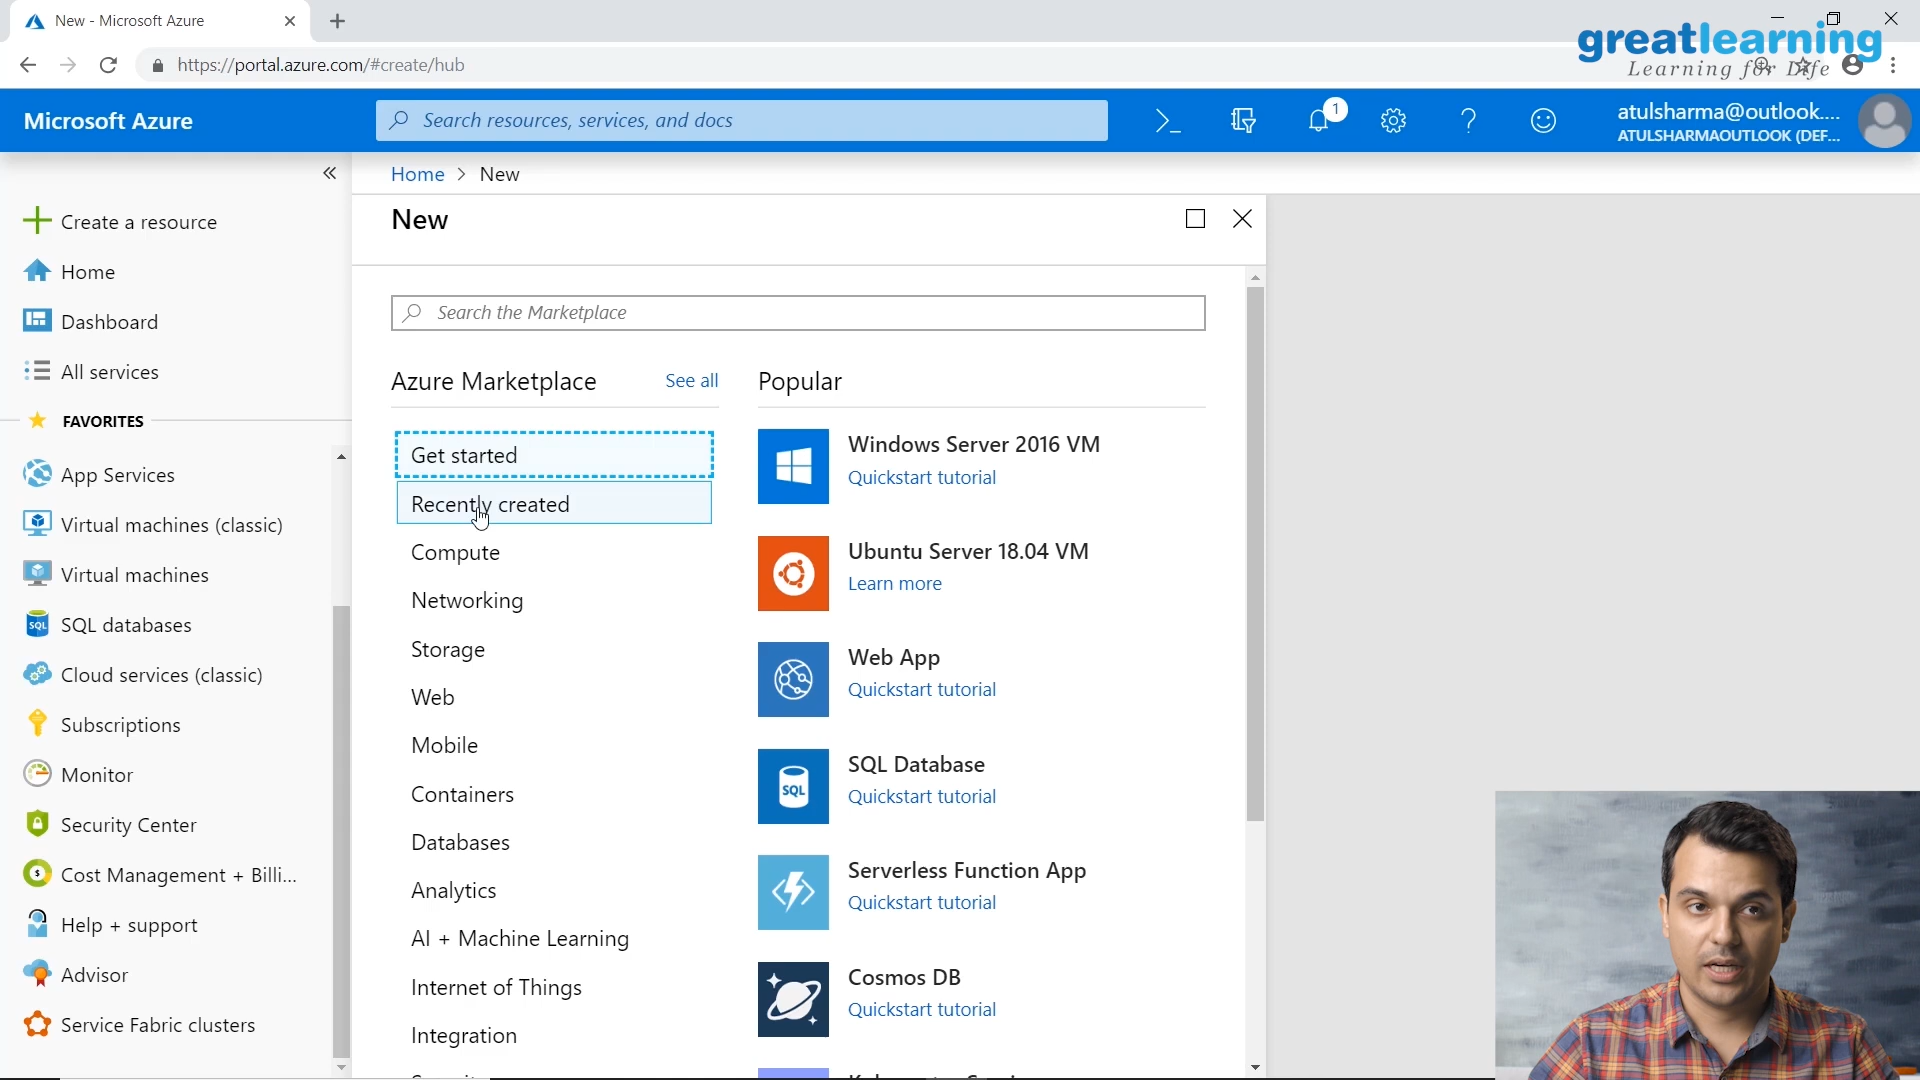 New - Microsoft Azure
https://portal.azure.com/#create/hub
greatlearning
Learning for Life
Microsoft Azure
Search resources, services, and docs
1
atulsharma@outlook....
ATULSHARMAOUTLOOK (DEF...
Home > New
New
Create a resource
Home
Dashboard
All services
FAVORITES
App Services
Virtual machines (classic)
Virtual machines
SQL
SQL databases
Cloud services (classic)
Subscriptions
Monitor
Security Center
Cost Management + Billi...
Help + support
Advisor
Service Fabric clusters
Search the Marketplace
Azure Marketplace
See all
Get started
Recently created
Compute
Networking
Storage
Web
Mobile
Containers
Databases
Analytics
AI + Machine Learning
Internet of Things
Integration
Popular
Windows Server 2016 VM
Quickstart tutorial
Ubuntu Server 18.04 VM
Learn more
Web App
Quickstart tutorial
SQL
SQL Database
Quickstart tutorial
Serverless Function App
Quickstart tutorial
Cosmos DB
Quickstart tutorial